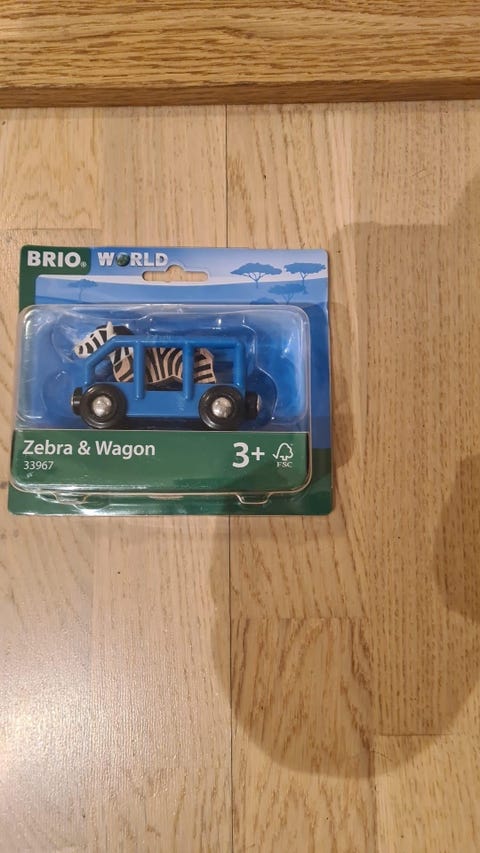 BRIO® WORLD
Zebra & Wagon
33967
3+
FSC